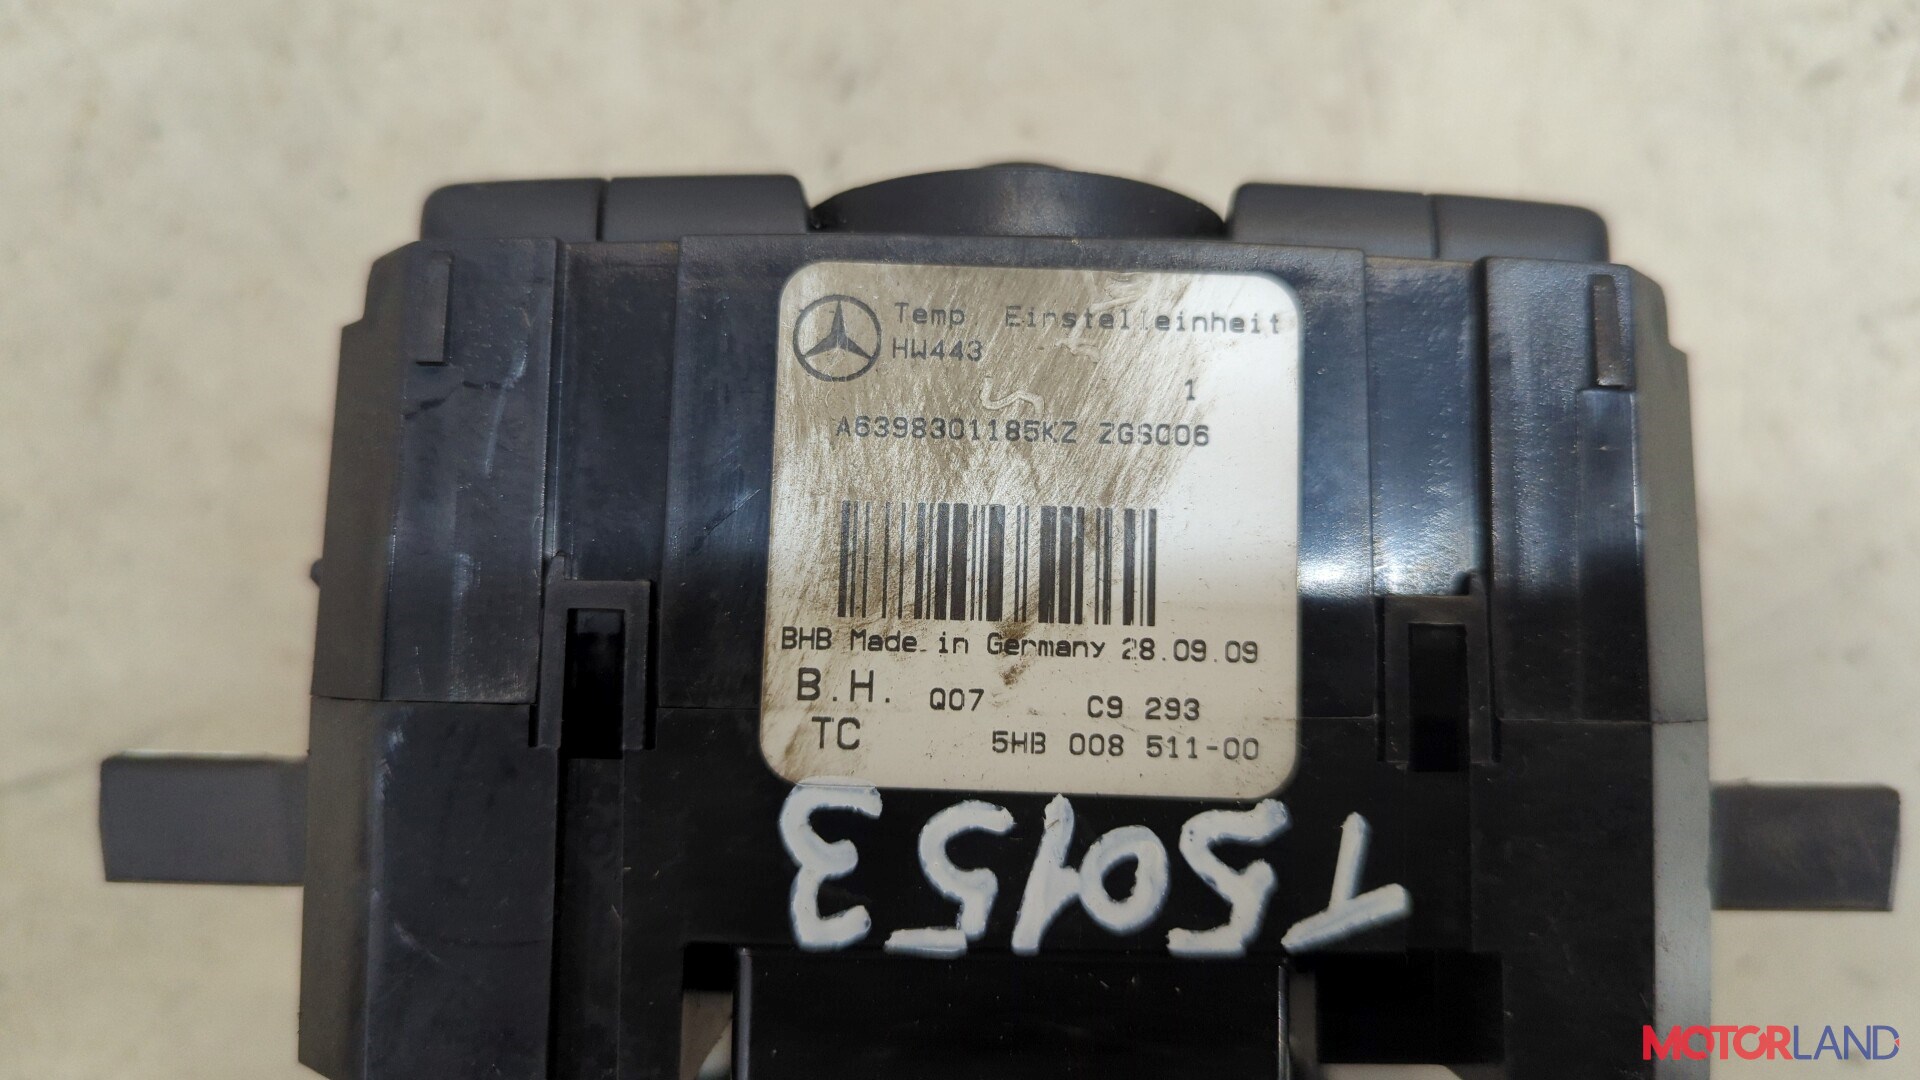 Temp Einstelleinheit
HW443
1
A6398301185KZ ZGS006
BHB Made in Germany 28.09.09
B.H. Q07 C9 293
TC 5HB 008 511-00
T50153
MOTORLAND